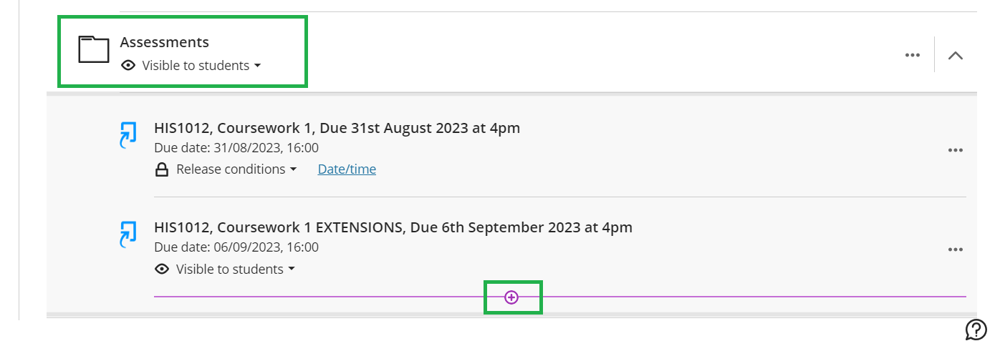 Assessments
Visible to students
HIS1012, Coursework 1, Due 31st August 2023 at 4pm
Due date: 31/08/2023, 16:00
Release conditions Date/time
HIS1012, Coursework 1 EXTENSIONS, Due 6th September 2023 at 4pm
Due date: 06/09/2023, 16:00
Visible to students